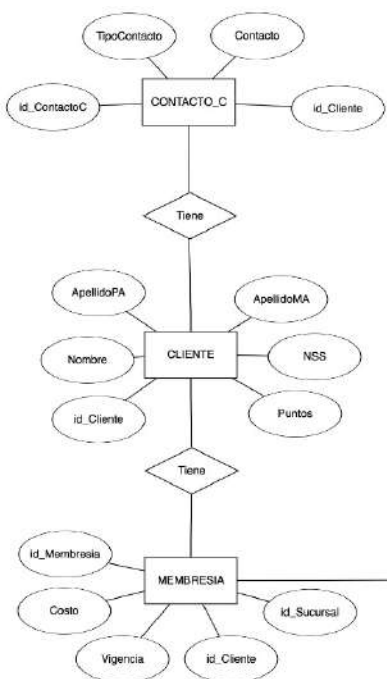 TipoContacto
Contacto
id_ContactoC
CONTACTO_C
id_Cliente
Tiene
ApellidoPA
ApellidoMA
Nombre
CLIENTE
NSS
id_Cliente
Puntos
Tiene
id_Membresia
MEMBRESIA
Costo
id_Sucursal
Vigencia
id_Cliente